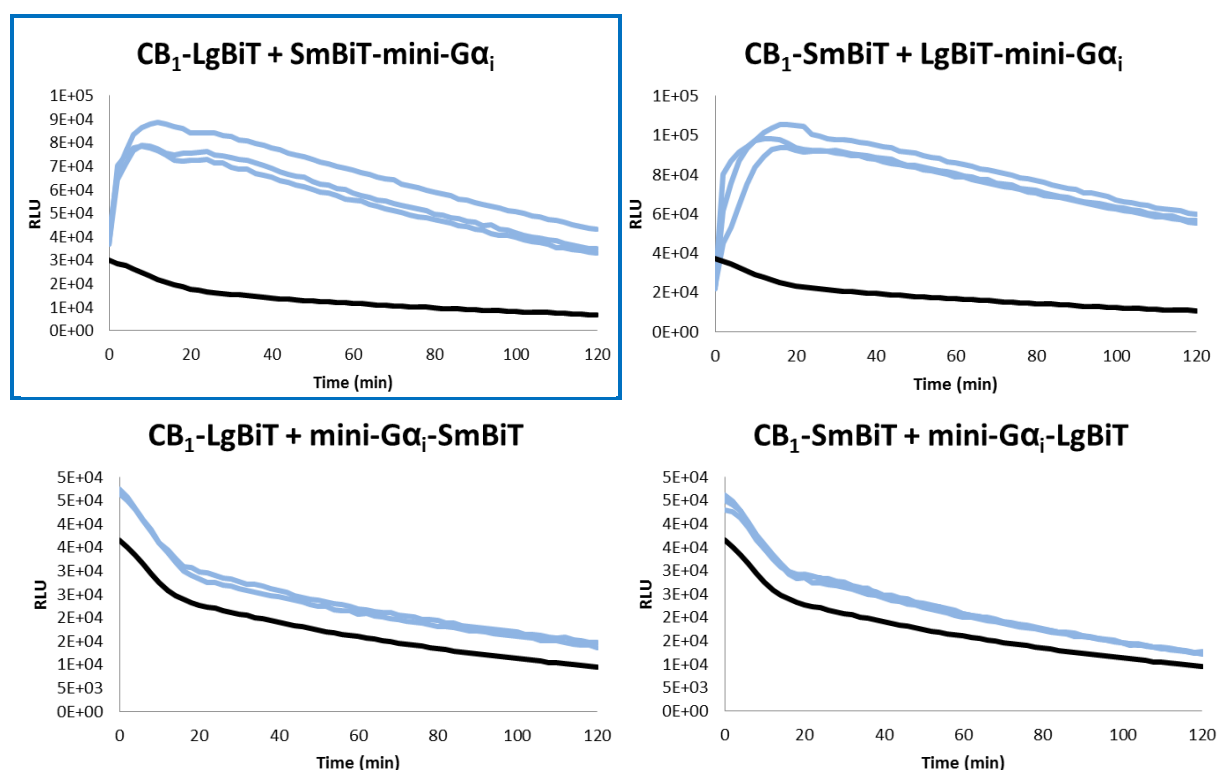 CB₁-LgBiT + SmBiT-mini-Gαᵢ
1E+05
9E+04
8E+04
7E+04
6E+04
5E+04
4E+04
3E+04
2E+04
1E+04
0E+00
RLU
0 20 40 60 80 100 120
Time (min)
CB₁-SmBiT + LgBiT-mini-Gαᵢ
1E+05
1E+05
8E+04
6E+04
4E+04
2E+04
0E+00
RLU
0 20 40 60 80 100 120
Time (min)
CB₁-LgBiT + mini-Gαᵢ-SmBiT
5E+04
5E+04
4E+04
4E+04
3E+04
3E+04
2E+04
2E+04
1E+04
5E+03
0E+00
RLU
0 20 40 60 80 100 120
Time (min)
CB₁-SmBiT + mini-Gαᵢ-LgBiT
5E+04
5E+04
4E+04
4E+04
3E+04
3E+04
2E+04
2E+04
1E+04
5E+03
0E+00
RLU
0 20 40 60 80 100 120
Time (min)